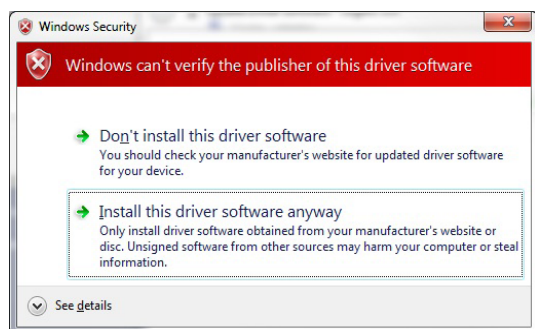 Windows Security
Windows can't verify the publisher of this driver software
Don't install this driver software
You should check your manufacturer's website for updated driver software
for your device.
Install this driver software anyway
Only install driver software obtained from your manufacturer's website or
disc. Unsigned software from other sources may harm your computer or steal
information.
See details